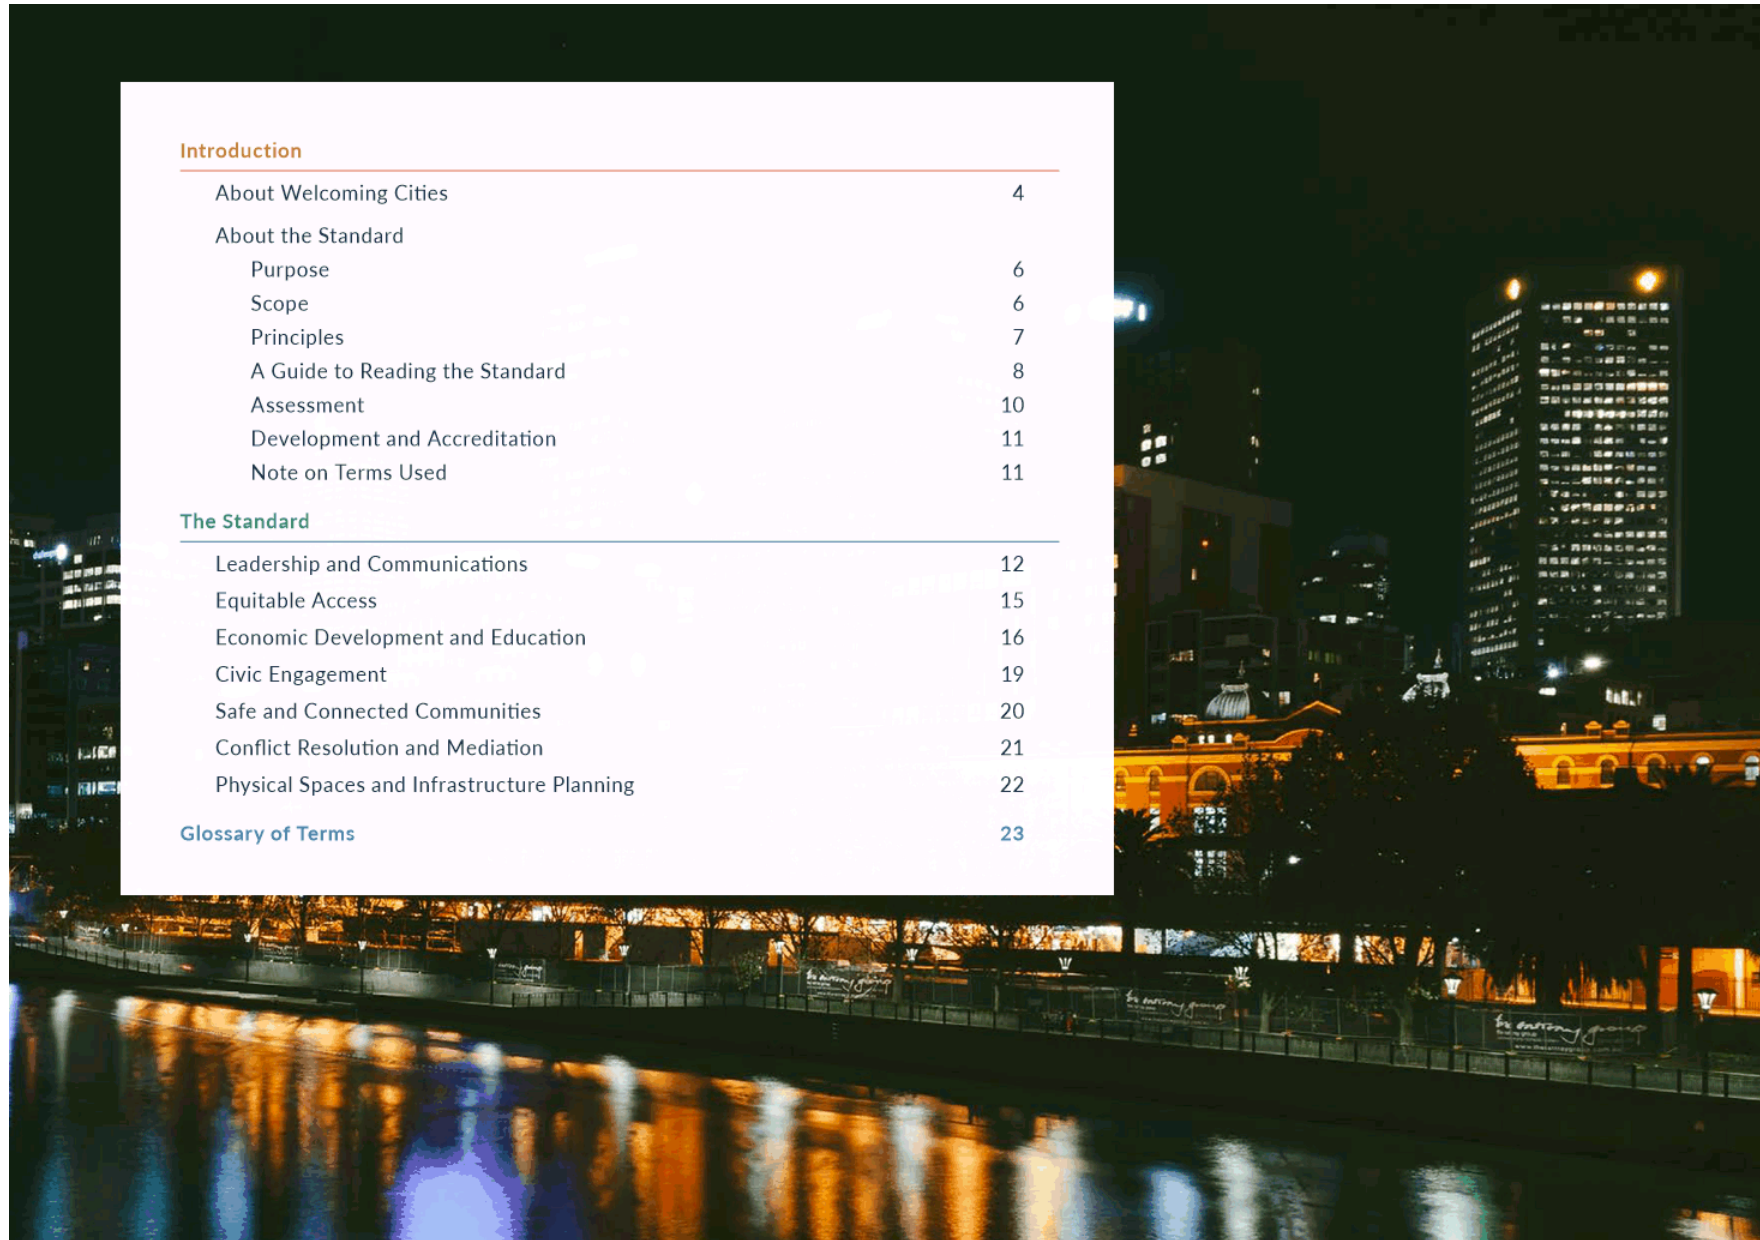 Introduction
About Welcoming Cities 4
About the Standard
Purpose 6
Scope 6
Principles 7
A Guide to Reading the Standard 8
Assessment 10
Development and Accreditation 11
Note on Terms Used 11
The Standard
Leadership and Communications 12
Equitable Access 15
Economic Development and Education 16
Civic Engagement 19
Safe and Connected Communities 20
Conflict Resolution and Mediation 21
Physical Spaces and Infrastructure Planning 22
Glossary of Terms 23